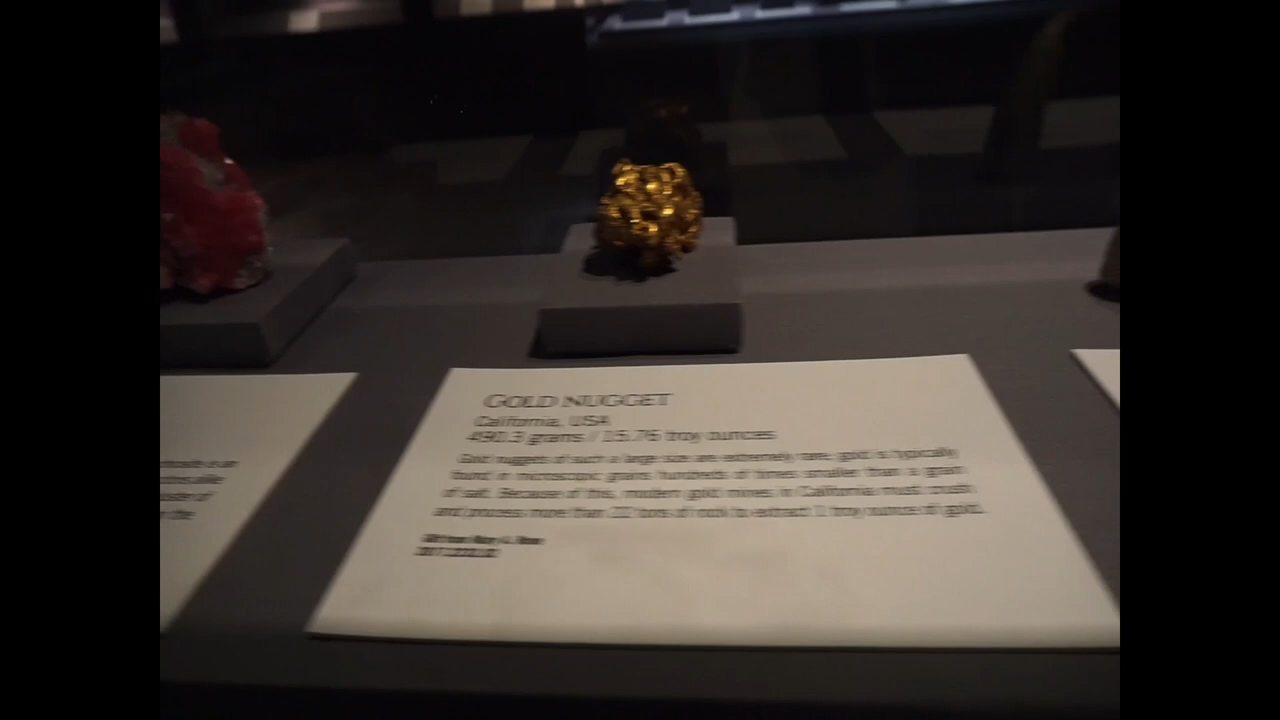 GOLD NUGGET
California, USA
490.3 grams / 15.76 troy ounces
Gold nuggets of such a large size are extremely rare; gold is typically
found in microscopic grains hundreds of times smaller than a grain
of salt. Because of this, modern gold mines in California must crush
and process more than 22 tons of rock to extract 1 troy ounce of gold.
of
the